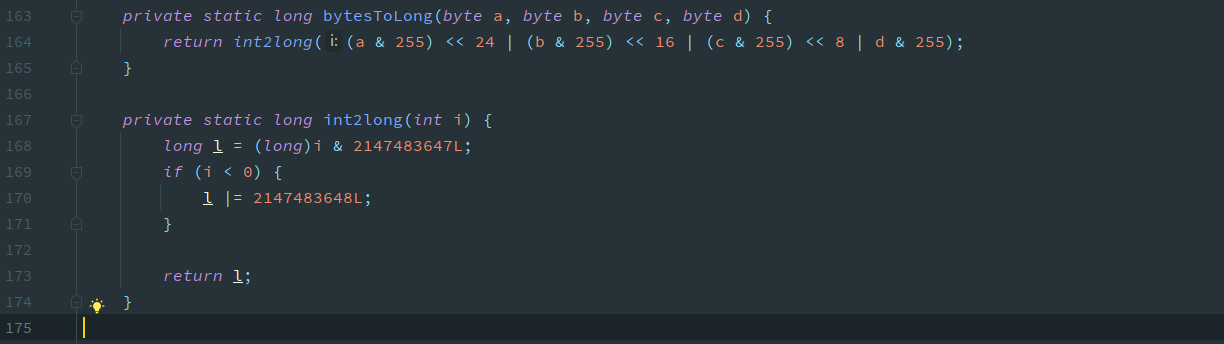 163 private static long bytesToLong(byte a, byte b, byte c, byte d) {
164 return int2long( i: (a & 255) << 24 | (b & 255) << 16 | (c & 255) << 8 | d & 255);
165 }
166
167 private static long int2long(int i) {
168 long l = (long)i & 2147483647L;
169 if (i < 0) {
170 l |= 2147483648L;
171 }
172
173 return l;
174 }
175